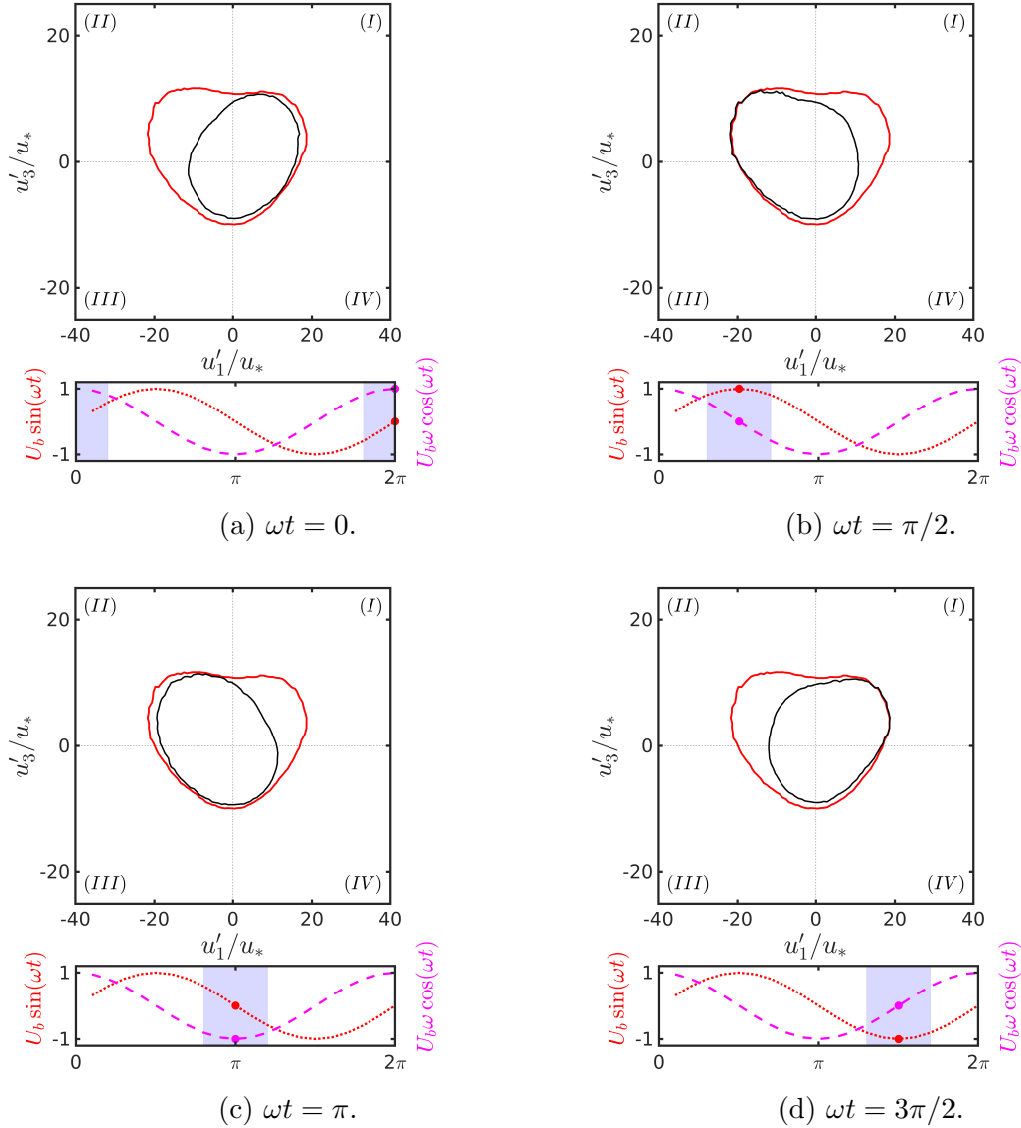 (II) (I) (II) (I)
20 20
u′3/u* 0 u′3/u* 0
-20 -20
(III) (IV) (III) (IV)
-40 -20 0 20 40 -40 -20 0 20 40
u′1/u* u′1/u*
Ub sin(ωt) 1 -1 Ubω cos(ωt) Ub sin(ωt) 1 -1 Ubω cos(ωt)
0 π 2π 0 π 2π
(a) ωt = 0. (b) ωt = π/2.
(II) (I) (II) (I)
20 20
u′3/u* 0 u′3/u* 0
-20 -20
(III) (IV) (III) (IV)
-40 -20 0 20 40 -40 -20 0 20 40
u′1/u* u′1/u*
Ub sin(ωt) 1 -1 Ubω cos(ωt) Ub sin(ωt) 1 -1 Ubω cos(ωt)
0 π 2π 0 π 2π
(c) ωt = π. (d) ωt = 3π/2.